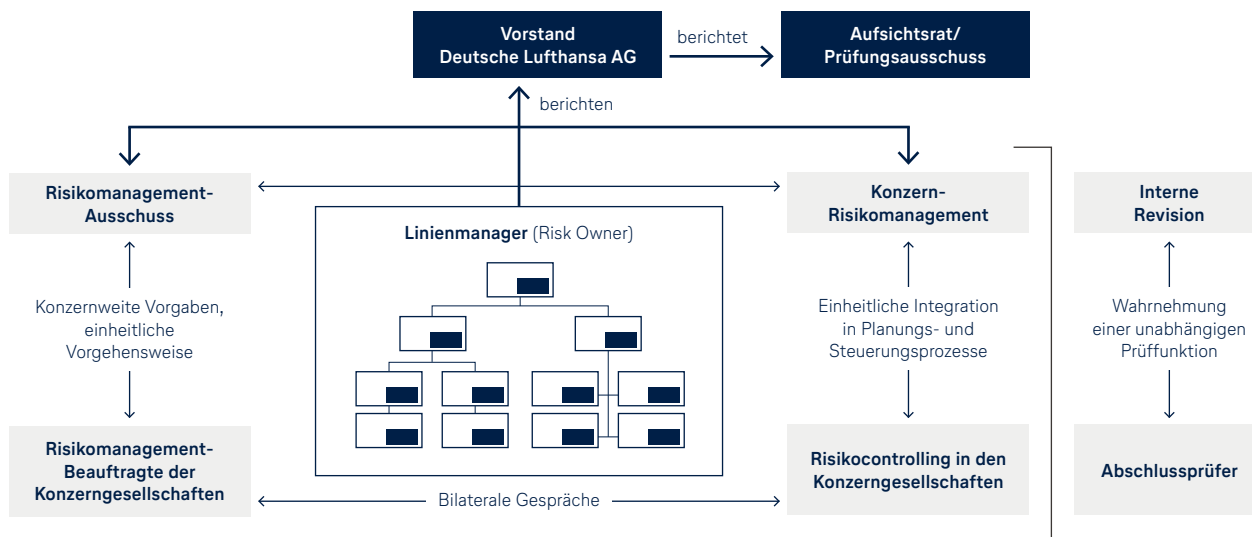 Vorstand
Deutsche Lufthansa AG
berichtet
Aufsichtsrat/
Prüfungsausschuss
berichten
Risikomanagement-
Ausschuss
Konzern-
Risikomanagement
Interne
Revision
Linienmanager (Risk Owner)
Konzernweite Vorgaben,
einheitliche
Vorgehensweise
Einheitliche Integration
in Planungs- und
Steuerungsprozesse
Wahrnehmung
einer unabhängigen
Prüffunktion
Risikomanagement-
Beauftragte der
Konzerngesellschaften
Bilaterale Gespräche
Risikocontrolling in den
Konzerngesellschaften
Abschlussprüfer